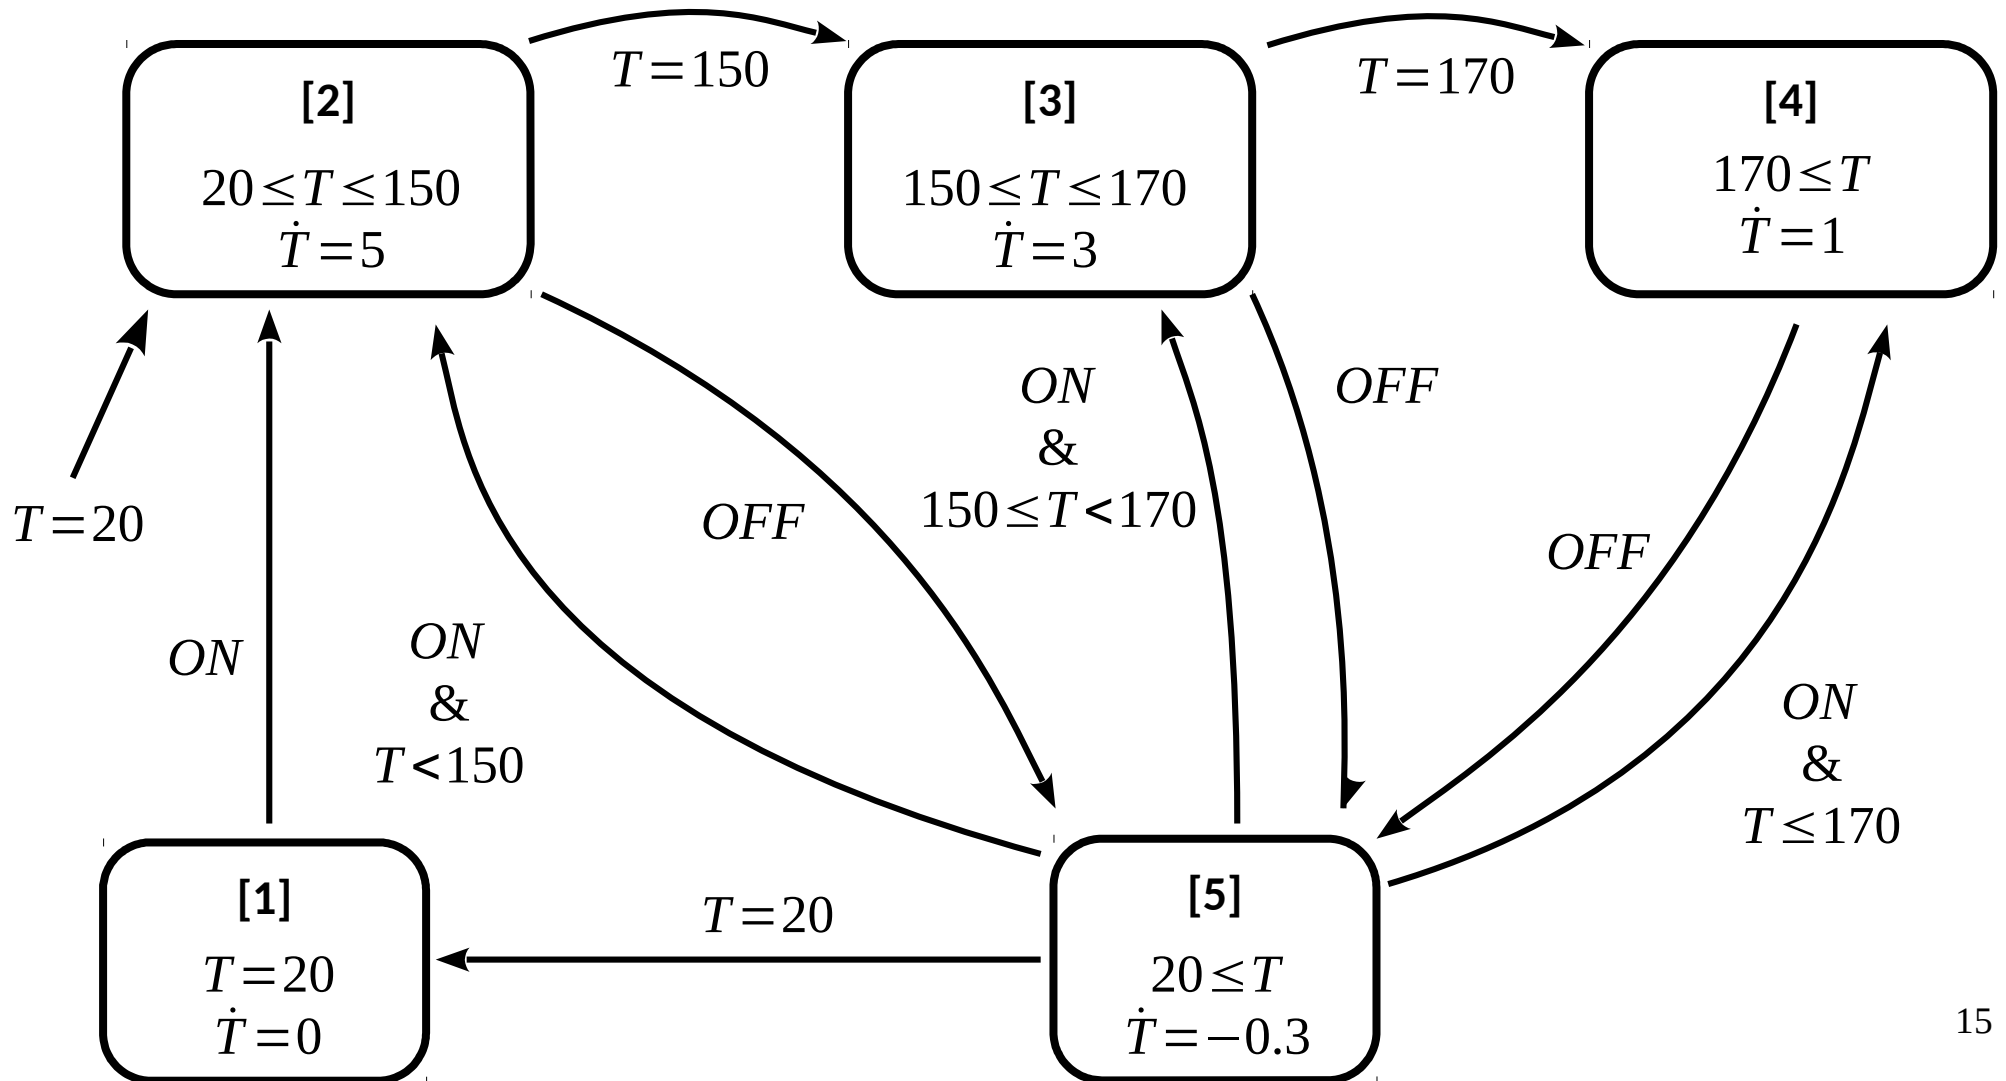 T=150
T=170
[2]
20≤T≤150
Ṫ=5
[3]
150≤T≤170
Ṫ=3
[4]
170≤T
Ṫ=1
T=20
ON
ON
&
T<150
OFF
ON
&
150≤T<170
OFF
OFF
ON
&
T≤170
[1]
T=20
Ṫ=0
T=20
[5]
20≤T
Ṫ=−0.3
15